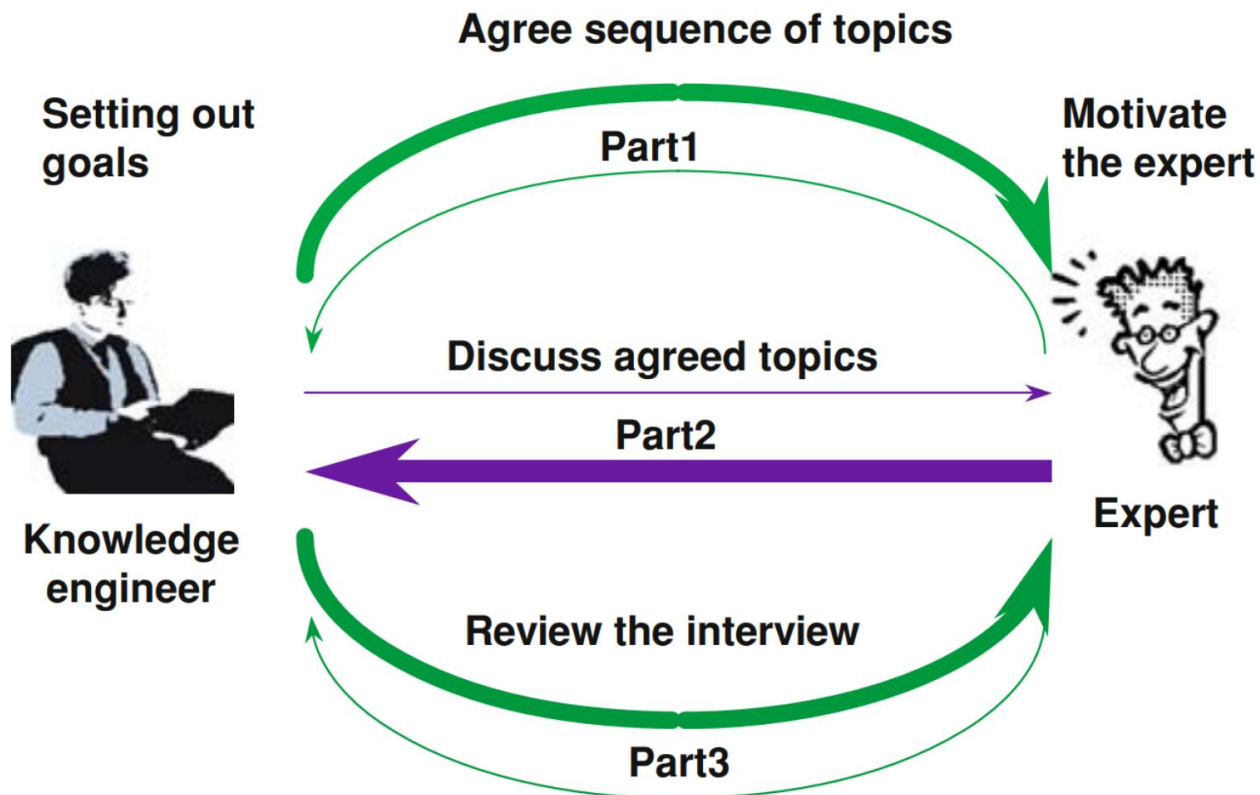 Agree sequence of topics
Setting out
goals
Motivate
the expert
Part1
Discuss agreed topics
Part2
Expert
Knowledge
engineer
Review the interview
Part3